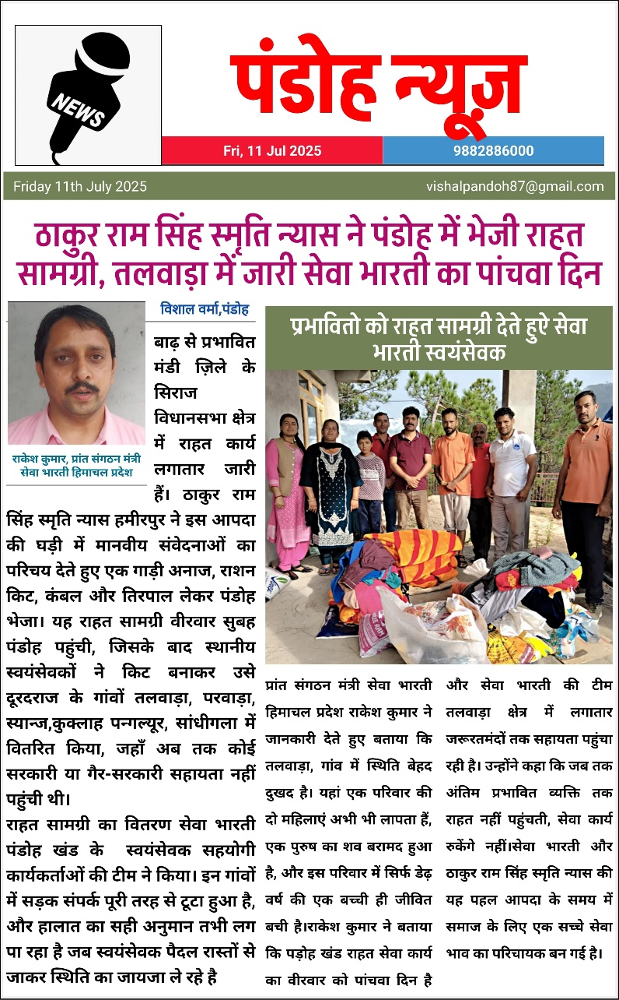 NEWS
पंडोह न्यूज़
Fri, 11 Jul 2025
9882886000
Friday 11th July 2025
vishalpandoh87@gmail.com
ठाकुर राम सिंह स्मृति न्यास ने पंडोह में भेजी राहत
सामग्री, तलवाड़ा में जारी सेवा भारती का पांचवा दिन
राकेश कुमार, प्रांत संगठन मंत्री
सेवा भारती हिमाचल प्रदेश
विशाल वर्मा,पंडोह
बाढ़ से प्रभावित
मंडी ज़िले के
सिराज
विधानसभा क्षेत्र
में राहत कार्य
लगातार जारी
हैं। ठाकुर राम
सिंह स्मृति न्यास हमीरपुर ने इस आपदा
की घड़ी में मानवीय संवेदनाओं का
परिचय देते हुए एक गाड़ी अनाज, राशन
किट, कंबल और तिरपाल लेकर पंडोह
भेजा। यह राहत सामग्री वीरवार सुबह
पंडोह पहुंची, जिसके बाद स्थानीय
स्वयंसेवकों ने किट बनाकर उसे
दूरदराज के गांवों तलवाड़ा, परवाड़ा,
स्यान्ज,कुक्लाह पन्गल्यूर, सांधीगला में
वितरित किया, जहाँ अब तक कोई
सरकारी या गैर-सरकारी सहायता नहीं
पहुंची थी।
राहत सामग्री का वितरण सेवा भारती
पंडोह खंड के स्वयंसेवक सहयोगी
कार्यकर्ताओं की टीम ने किया। इन गांवों
में सड़क संपर्क पूरी तरह से टूटा हुआ है,
और हालात का सही अनुमान तभी लग
पा रहा है जब स्वयंसेवक पैदल रास्तों से
जाकर स्थिति का जायजा ले रहे है
प्रभावितो को राहत सामग्री देते हुऐ सेवा
भारती स्वयंसेवक
प्रांत संगठन मंत्री सेवा भारती
हिमाचल प्रदेश राकेश कुमार ने
जानकारी देते हुए बताया कि
तलवाड़ा, गांव में स्थिति बेहद
दुखद है। यहां एक परिवार की
दो महिलाएं अभी भी लापता हैं,
एक पुरुष का शव बरामद हुआ
है, और इस परिवार में सिर्फ डेढ़
वर्ष की एक बच्ची ही जीवित
बची है।राकेश कुमार ने बताया
कि पड़ोह खंड राहत सेवा कार्य
का वीरवार को पांचवा दिन है
और सेवा भारती की टीम
तलवाड़ा क्षेत्र में लगातार
जरूरतमंदों तक सहायता पहुंचा
रही है। उन्होंने कहा कि जब तक
अंतिम प्रभावित व्यक्ति तक
राहत नहीं पहुंचती, सेवा कार्य
रुकेंगे नहीं।सेवा भारती और
ठाकुर राम सिंह स्मृति न्यास की
यह पहल आपदा के समय में
समाज के लिए एक सच्चे सेवा
भाव का परिचायक बन गई है।